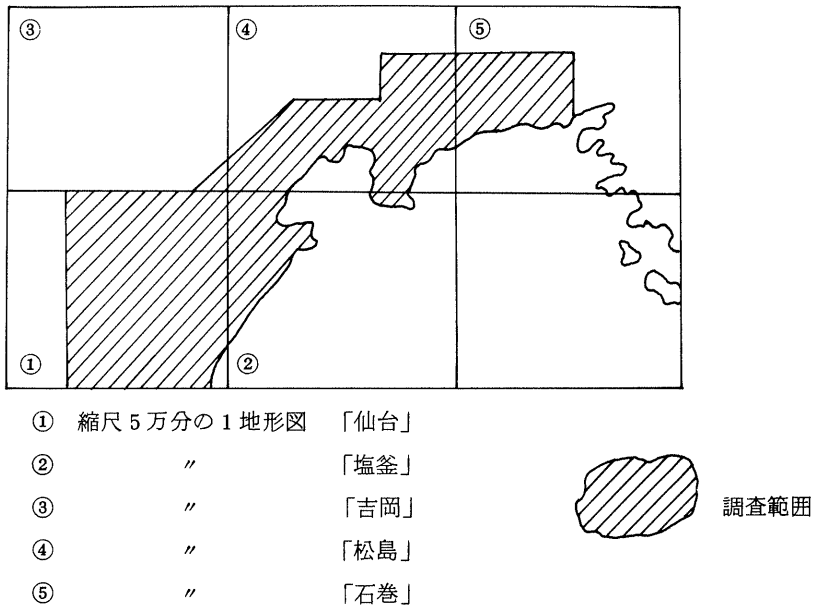 ③ ④ ⑤
① ②
① 縮尺5万分の1地形図 「仙台」
② 〃 「塩釜」
③ 〃 「吉岡」
④ 〃 「松島」
⑤ 〃 「石巻」
調査範囲